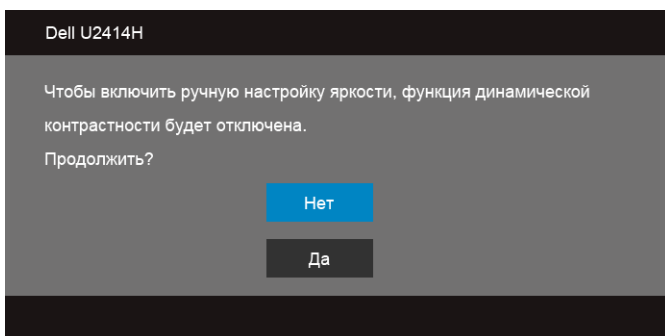 Dell U2414H
Чтобы включить ручную настройку яркости, функция динамической
контрастности будет отключена.
Продолжить?
Нет
Да